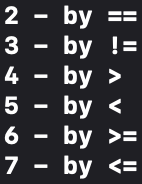 2 – by ==
3 – by !=
4 – by >
5 – by <
6 – by >=
7 – by <=